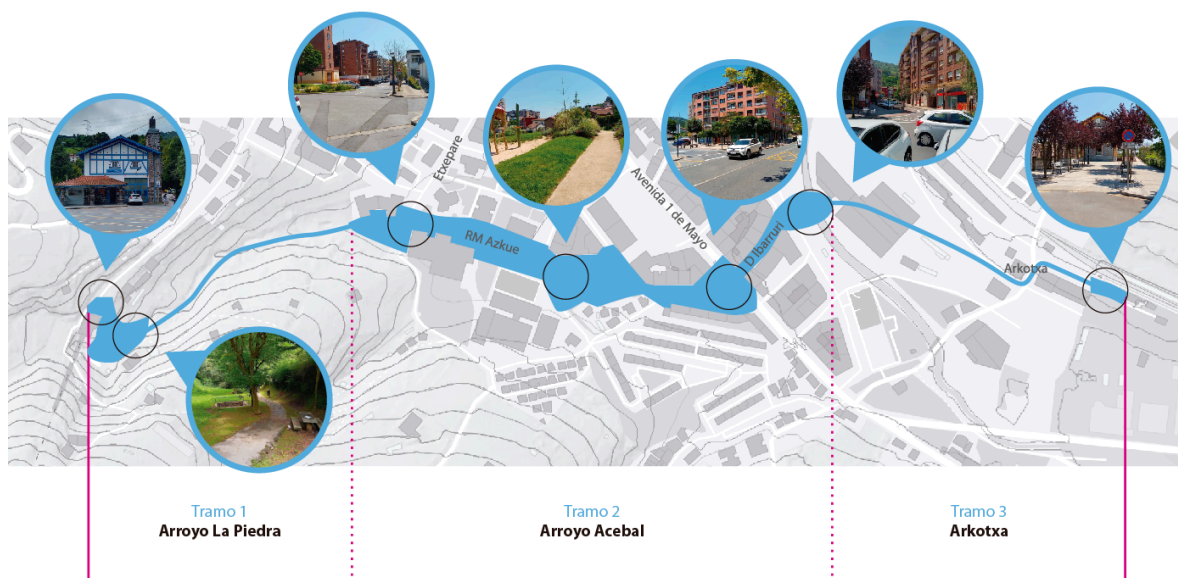 Etxepare
RM Azkue
Avenida 1 de Mayo
D Ibarruri
Arkotxa
Tramo 1
Arroyo La Piedra
Tramo 2
Arroyo Acebal
Tramo 3
Arkotxa